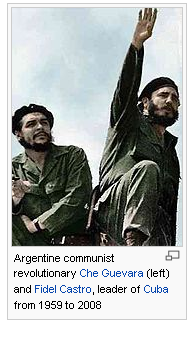 Argentine communist
revolutionary Che Guevara (left)
and Fidel Castro, leader of Cuba
from 1959 to 2008